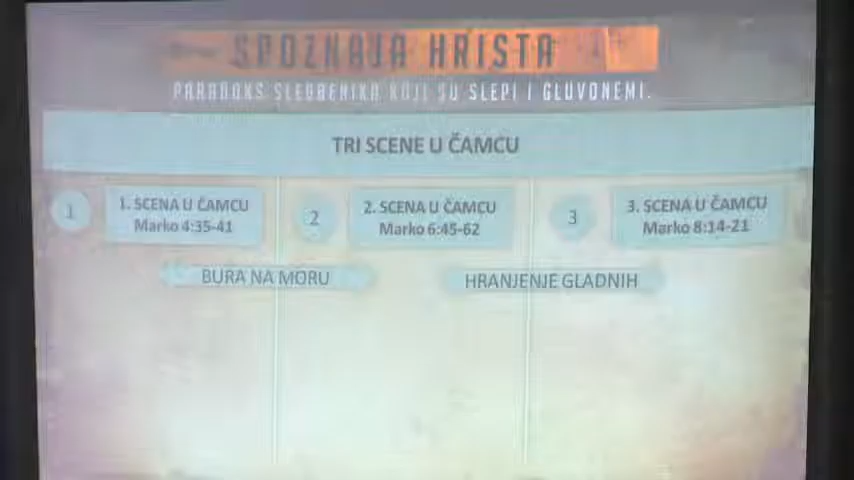 SPOZNAJA HRISTA
PARADOKS SLEDBENIKA KOJI SU SLEPI I GLUVONEMI.
TRI SCENE U ČAMCU
1
1. SCENA U ČAMCU
Marko 4:35-41
2
2. SCENA U ČAMCU
Marko 6:45-62
3
3. SCENA U ČAMCU
Marko 8:14-21
BURA NA MORU
HRANJENJE GLADNIH